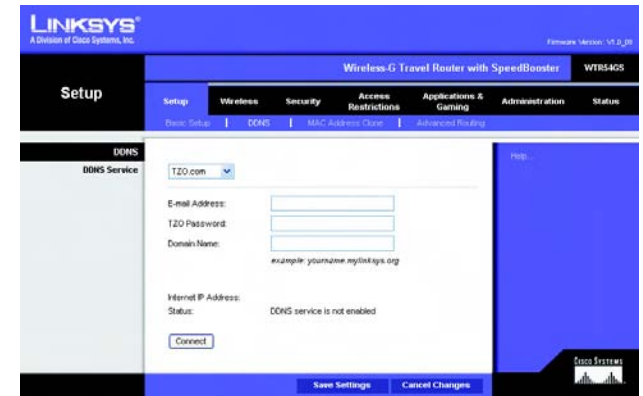 LINKSYS®
A Division of Cisco Systems, Inc.
Firmware Version: V1.0
Wireless-G Travel Router with SpeedBooster WTR54GS
Setup
Setup Wireless Security Access Restrictions Applications & Gaming Administration Status
Basic Setup | DDNS | MAC Address Clone | Advanced Routing
DDNS
DDNS Service
TZO.com
Help...
E-mail Address:
TZO Password:
Domain Name:
example: yourname.mylinksys.org
Internet IP Address:
Status: DDNS service is not enabled
Connect
Save Settings Cancel Changes
CISCO SYSTEMS